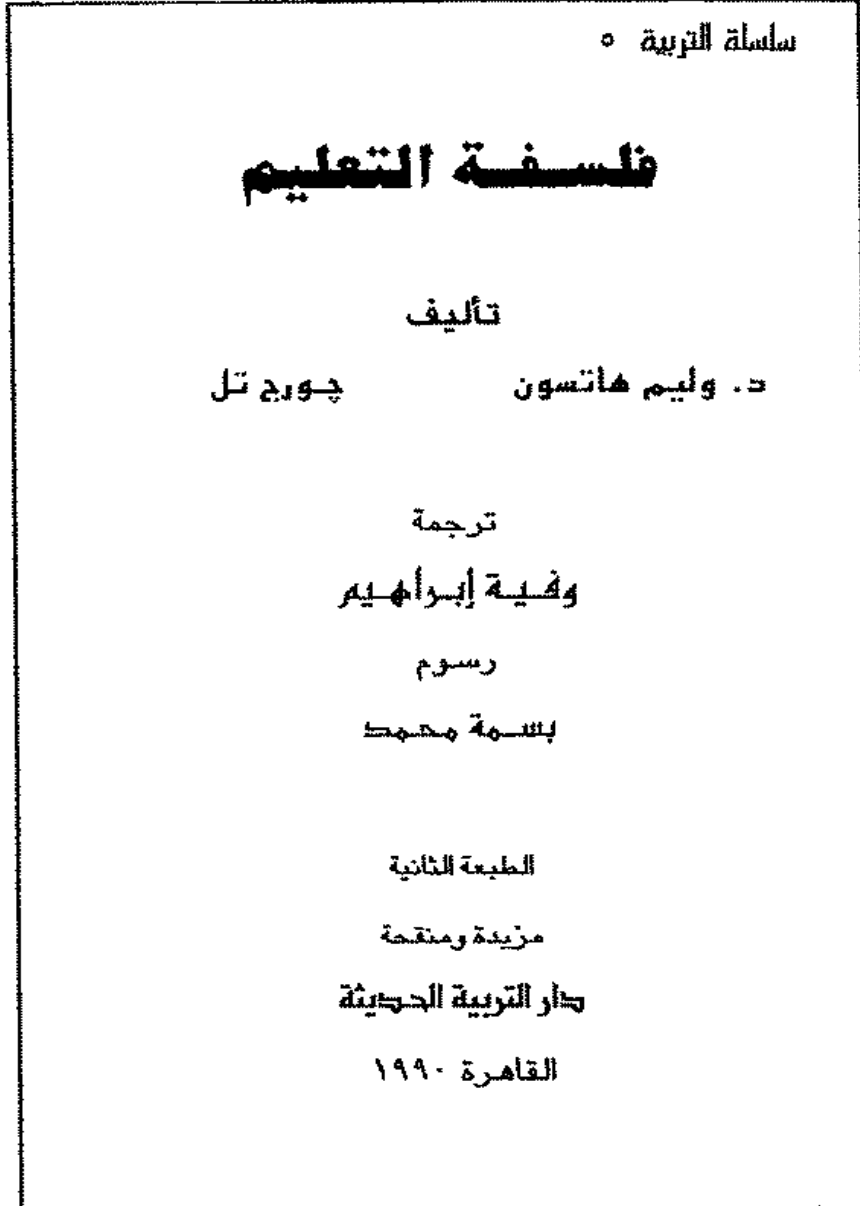 سلسلة التربية ٥
فلسفة التعليم
تأليف
د. وليم هاتسون چورج تل
ترجمة
وفية إبراهيم
رسوم
بسمة محمد
الطبعة الثانية
مزيدة ومنقحة
دار التربية الحديثة
القاهرة ١٩٩٠